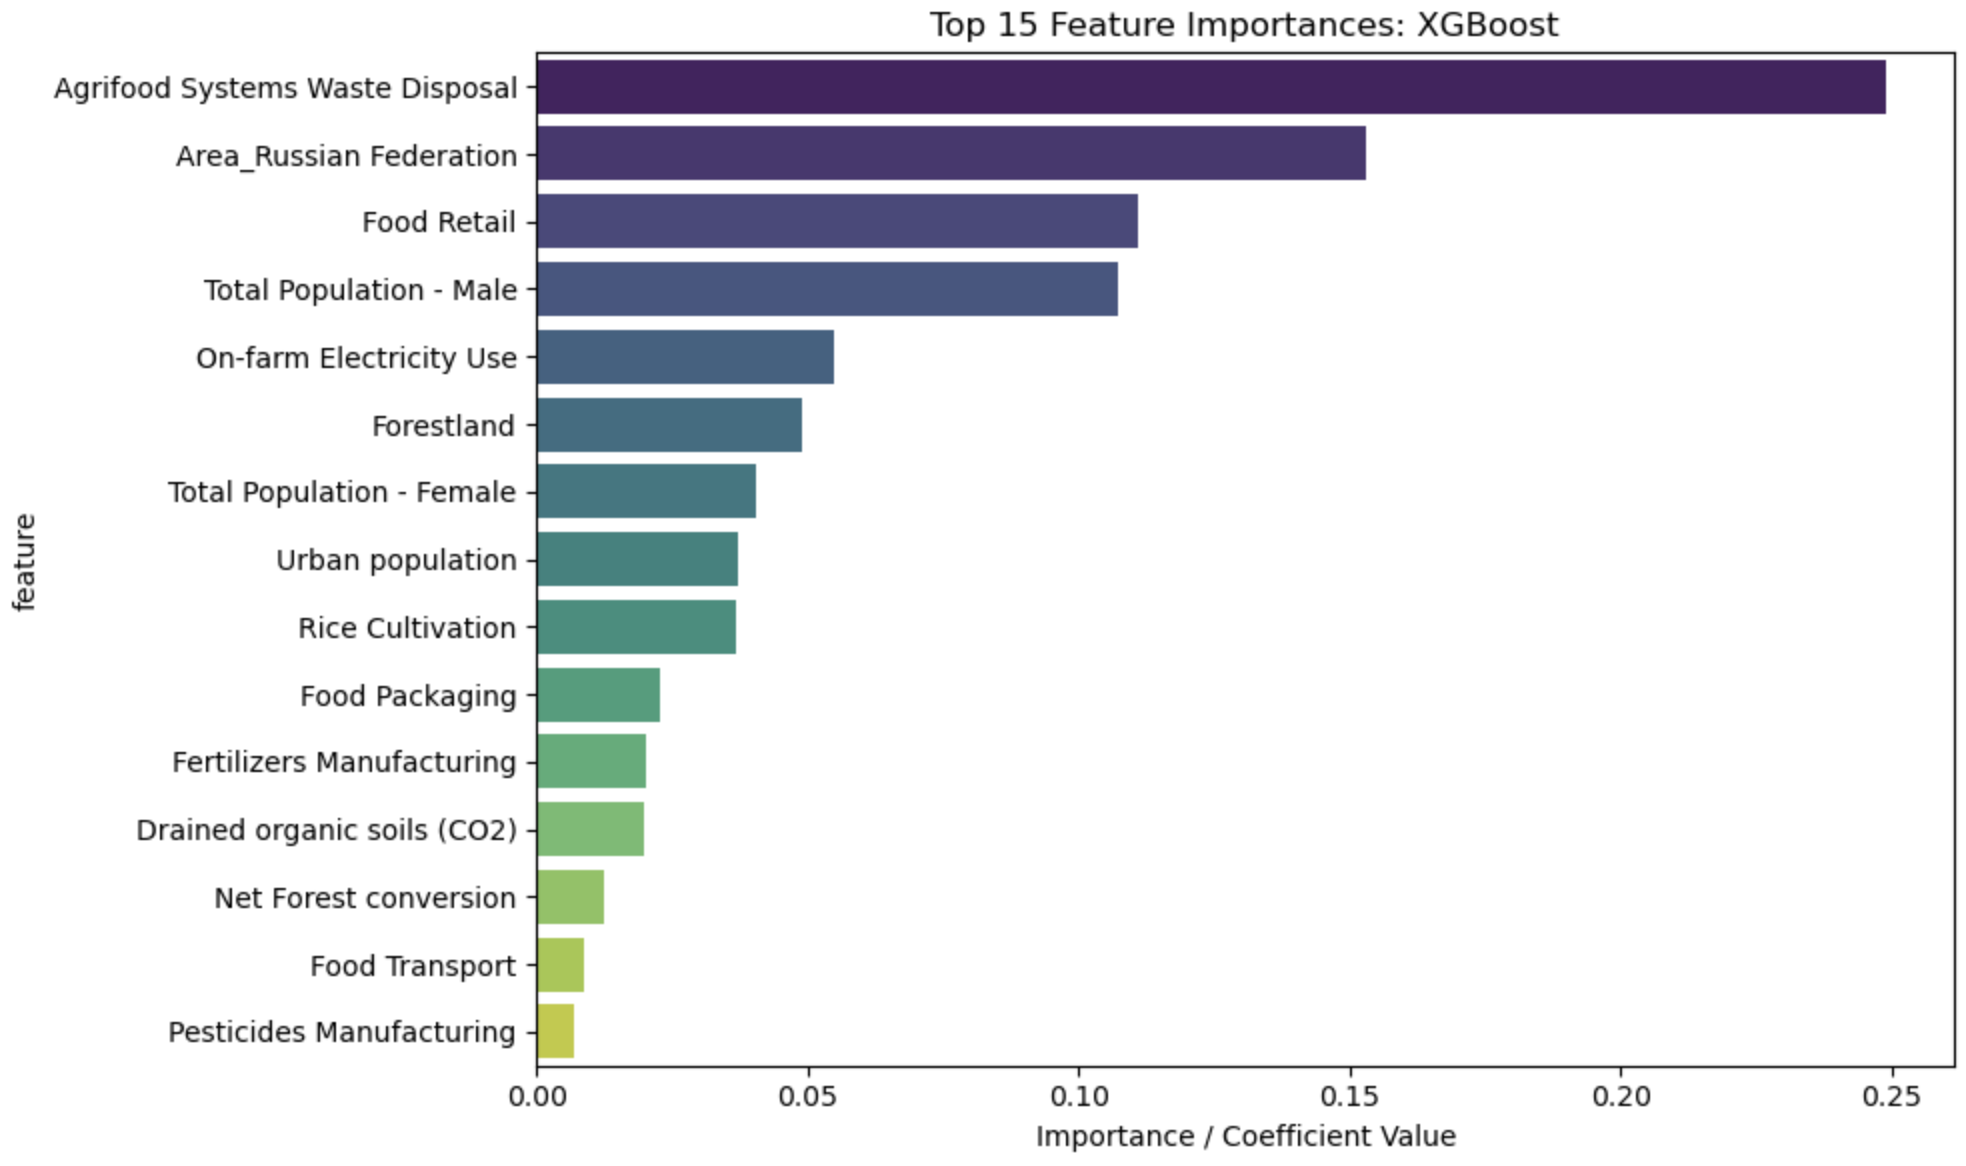 Top 15 Feature Importances: XGBoost
Agrifood Systems Waste Disposal
Area_Russian Federation
Food Retail
Total Population - Male
On-farm Electricity Use
Forestland
Total Population - Female
Urban population
Rice Cultivation
Food Packaging
Fertilizers Manufacturing
Drained organic soils (CO2)
Net Forest conversion
Food Transport
Pesticides Manufacturing
feature
0.00 0.05 0.10 0.15 0.20 0.25
Importance / Coefficient Value